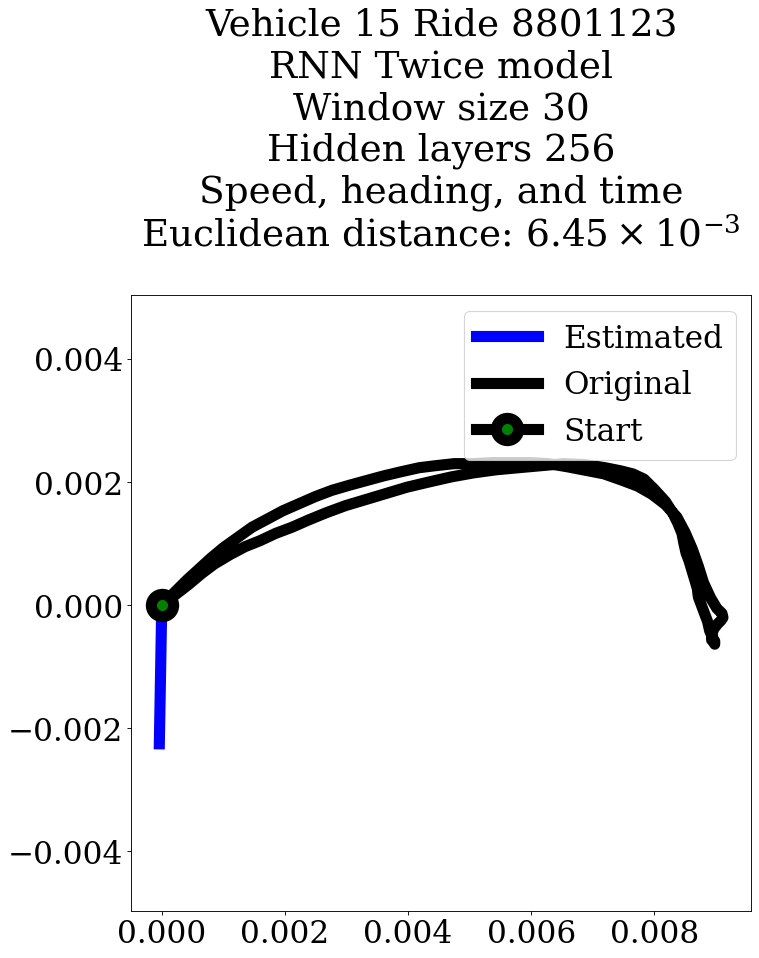 Vehicle 15 Ride 8801123
RNN Twice model
Window size 30
Hidden layers 256
Speed, heading, and time
Euclidean distance: 6.45 × 10⁻³
Estimated
Original
Start
0.004
0.002
0.000
−0.002
−0.004
0.000 0.002 0.004 0.006 0.008